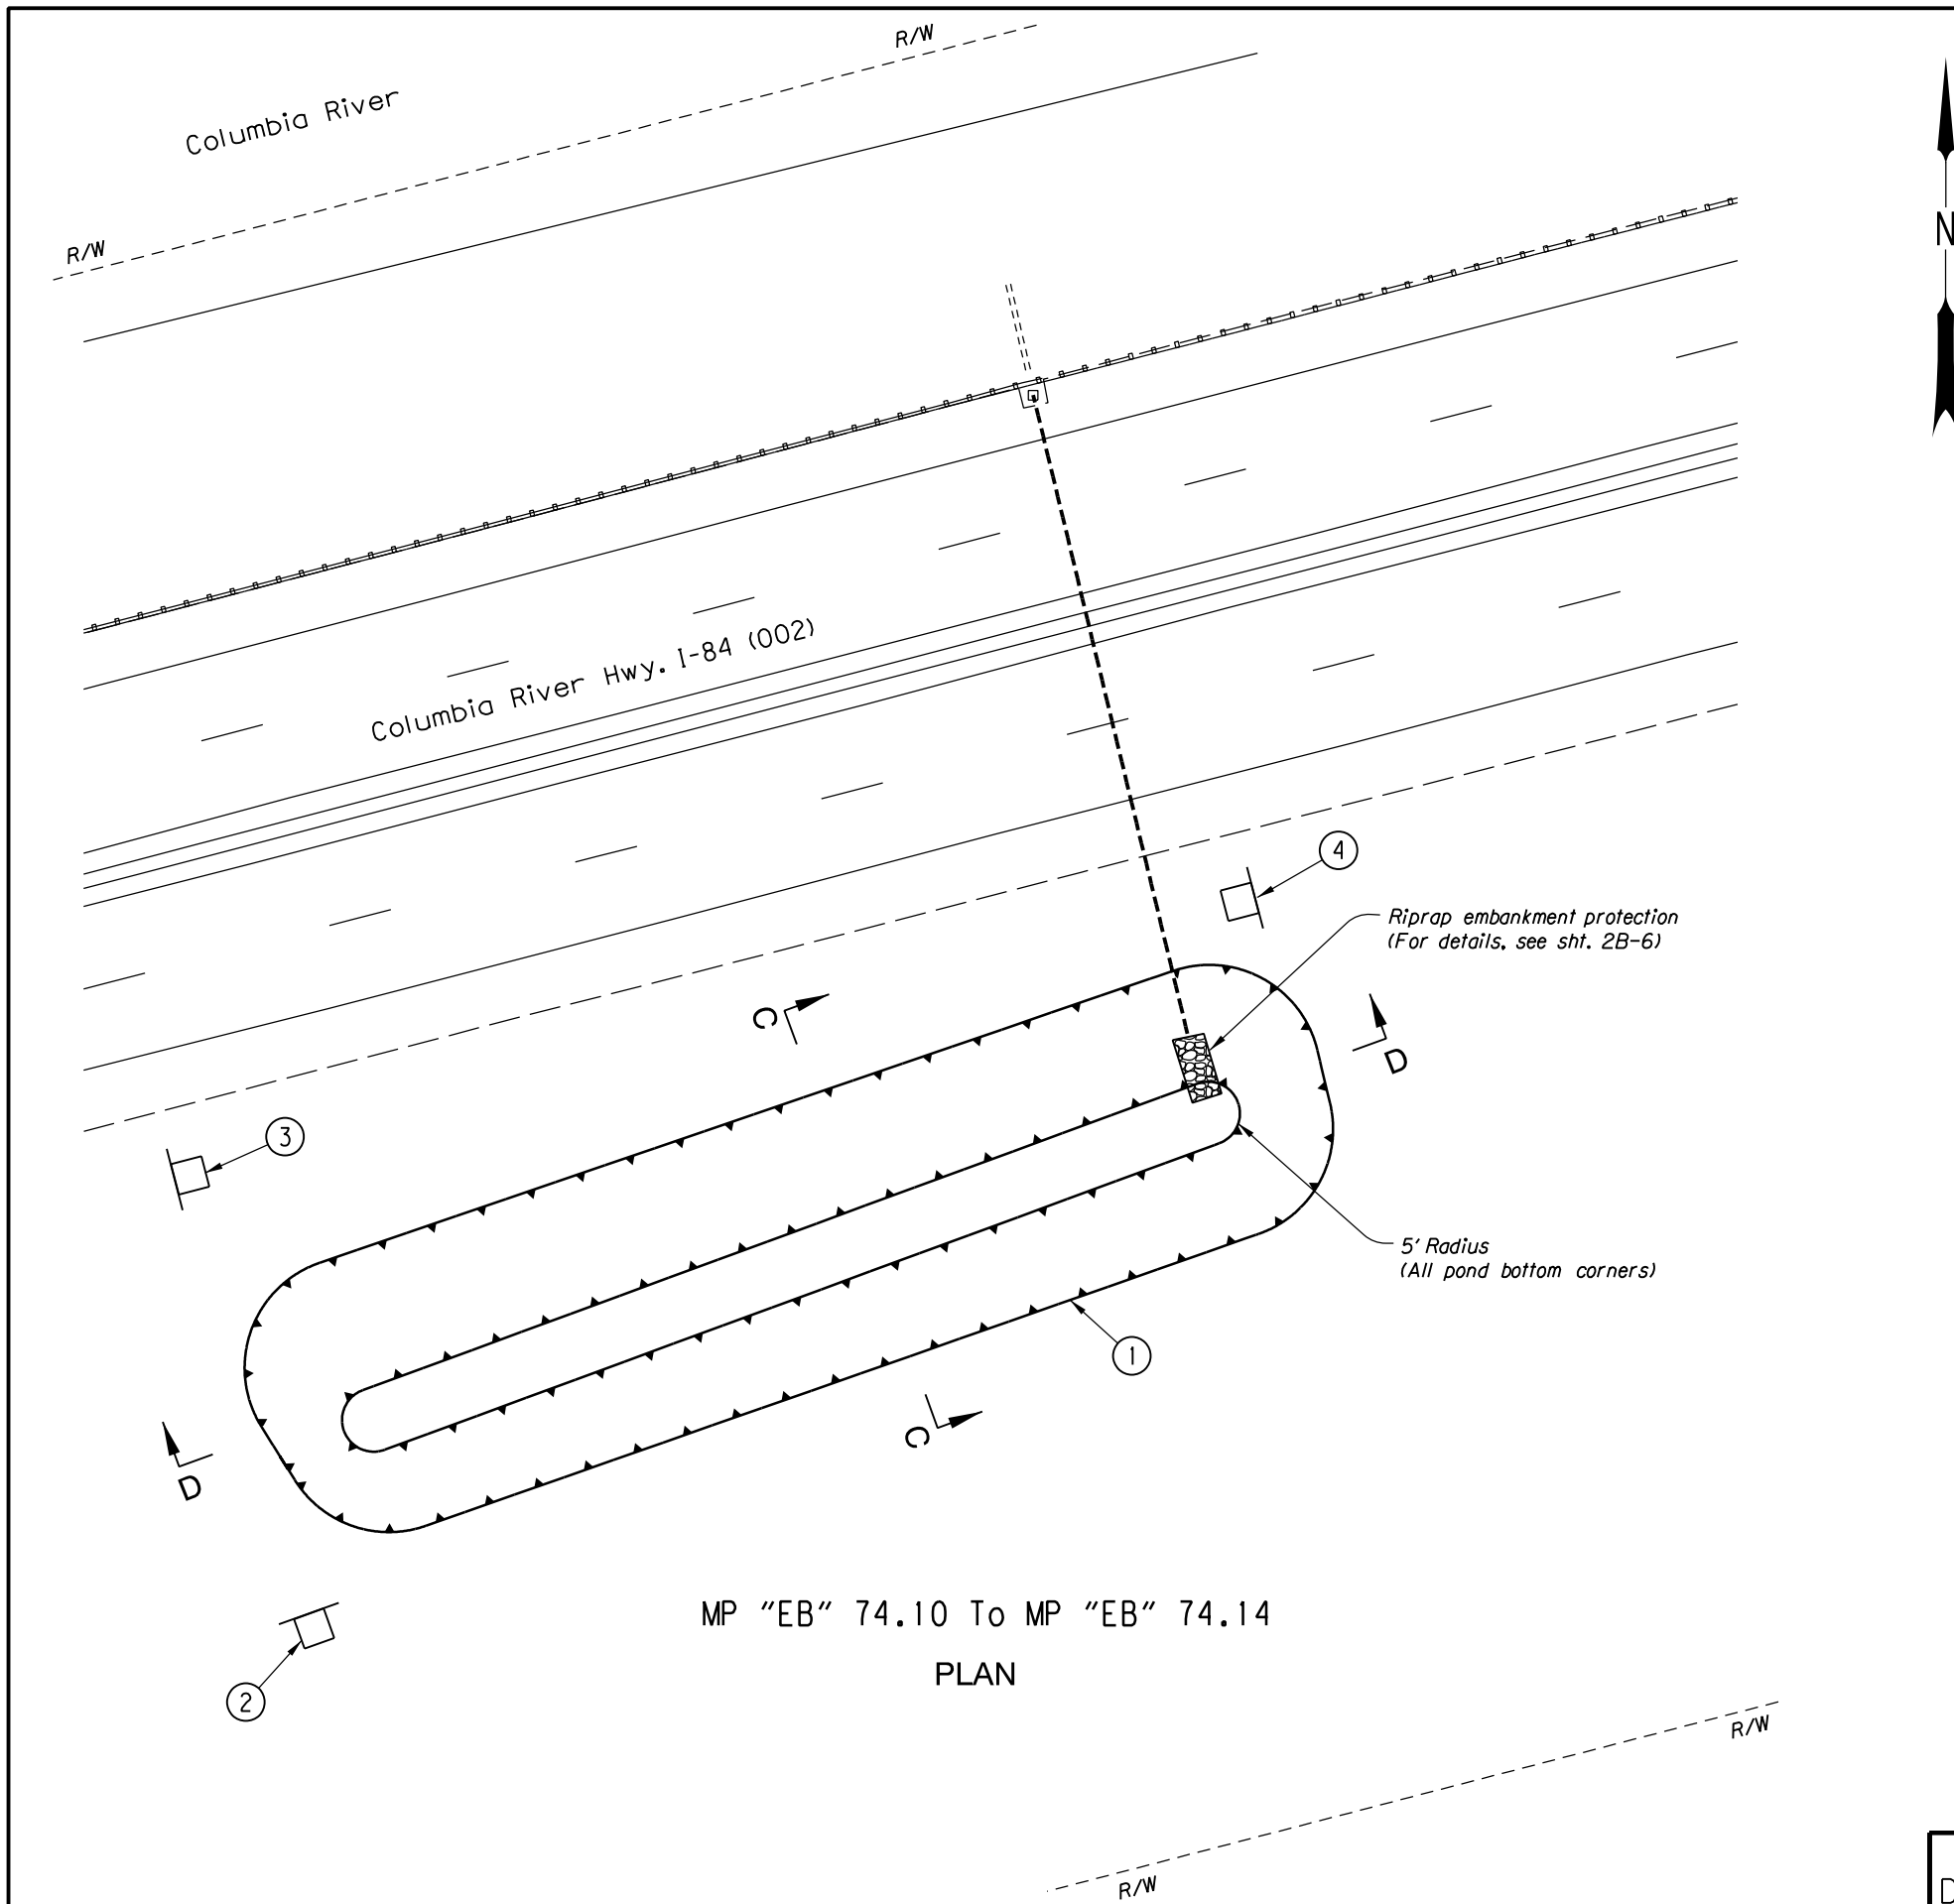 R/W
Columbia River
R/W
N
Columbia River Hwy. I-84 (002)
4
Riprap embankment protection
(For details, see sht. 2B-6)
C
D
3
5' Radius
(All pond bottom corners)
1
C
D
MP "EB" 74.10 To MP "EB" 74.14
PLAN
2
R/W
R/W